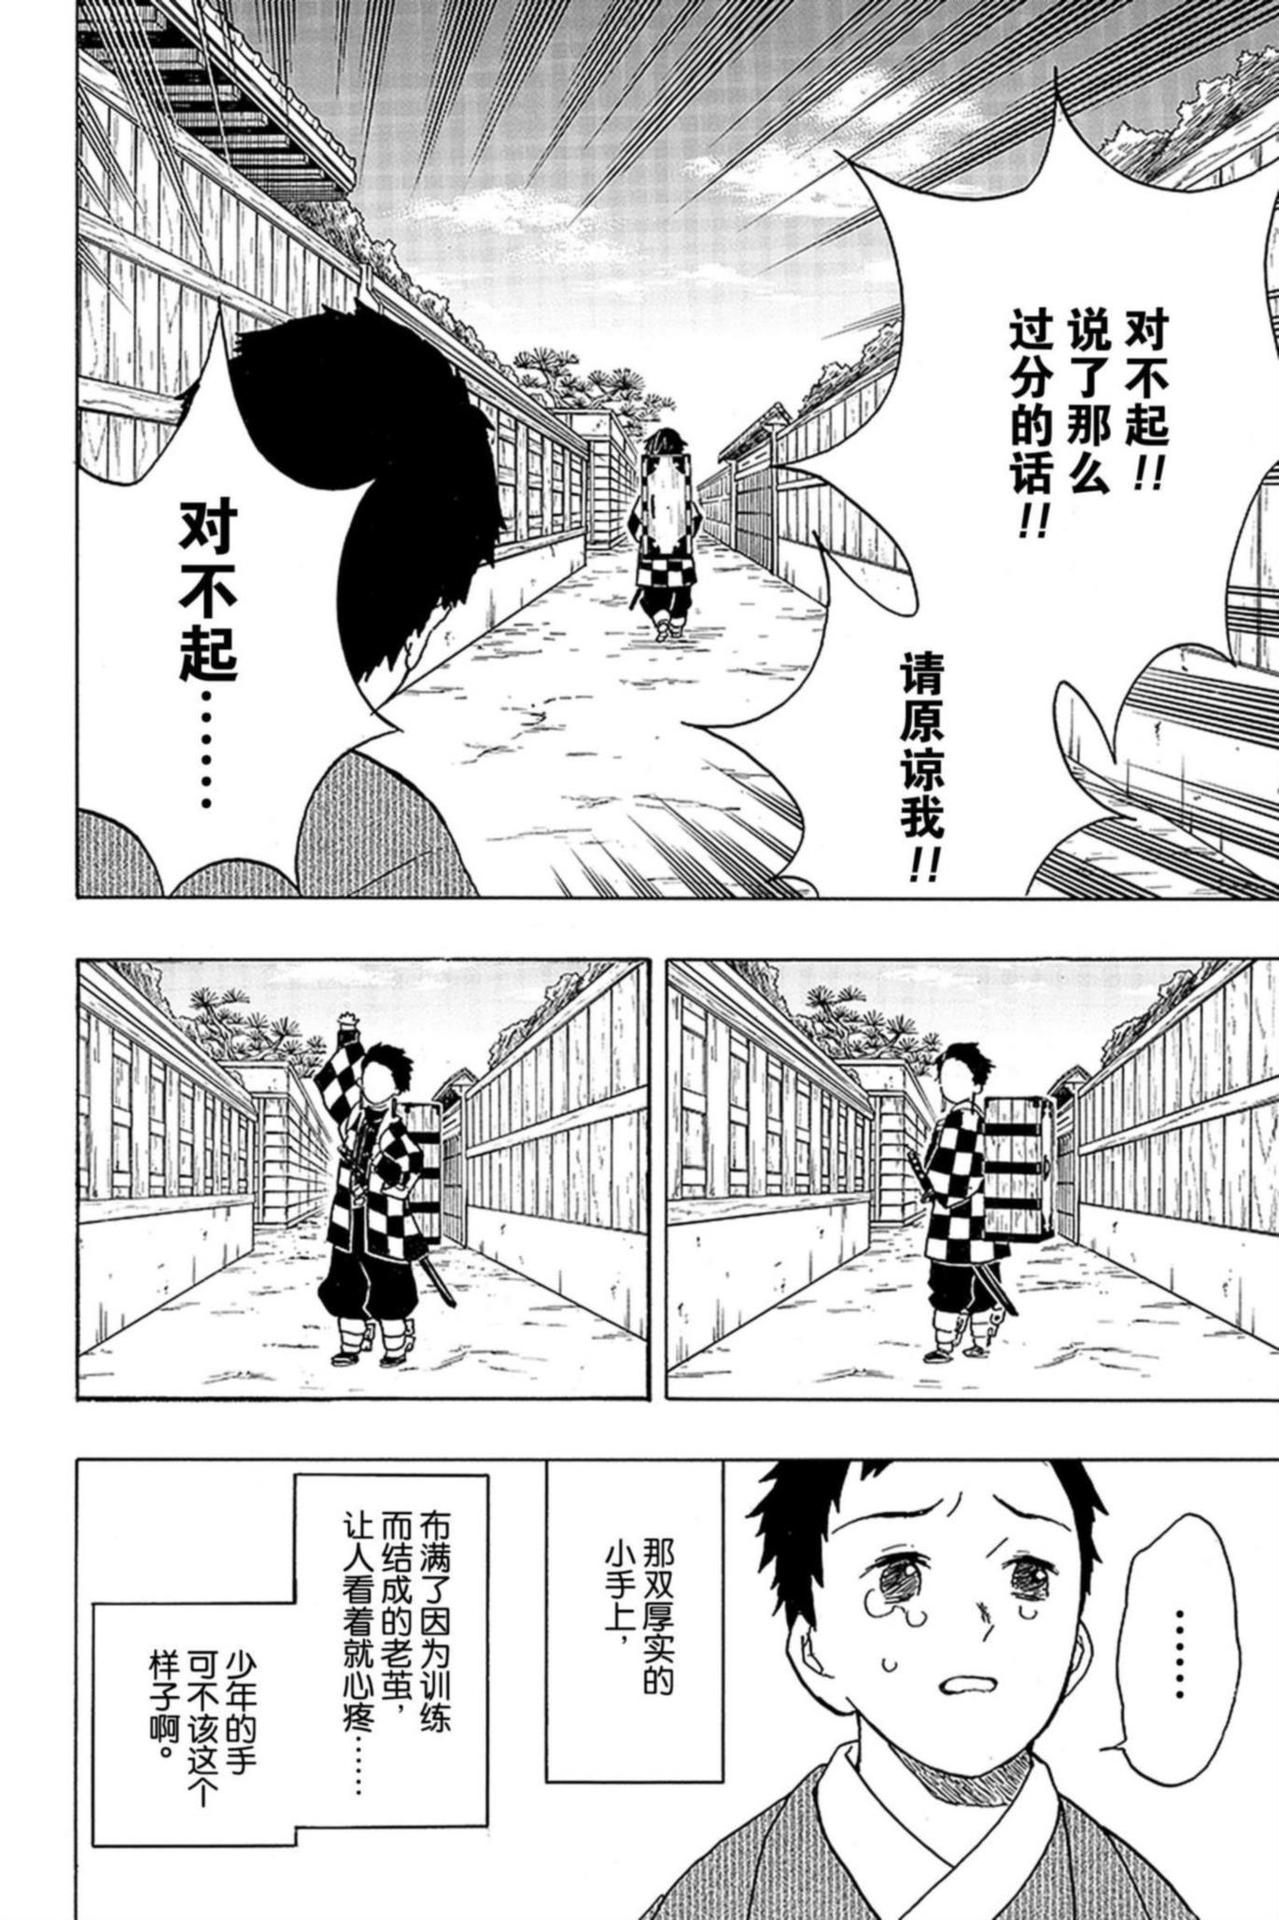 对不起!!
说了那么
过分的话!!
请原谅我!!
对不起……
……
那双厚实的
小手上，
布满了因为训练
而结成的老茧，
让人看着就心疼……
少年的手
可不该这个
样子啊。